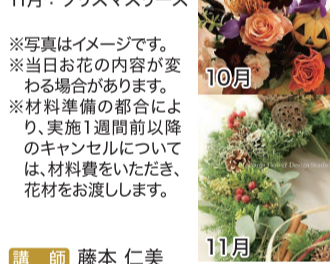 11月：クリスマスリース
※写真はイメージです。
※当日お花の内容が変
わる場合があります。
※材料準備の都合によ
り、実施1週間前以降
のキャンセルについて
は、材料費をいただき、
花材をお渡しします。
講 師 藤本 仁美
10月
11月